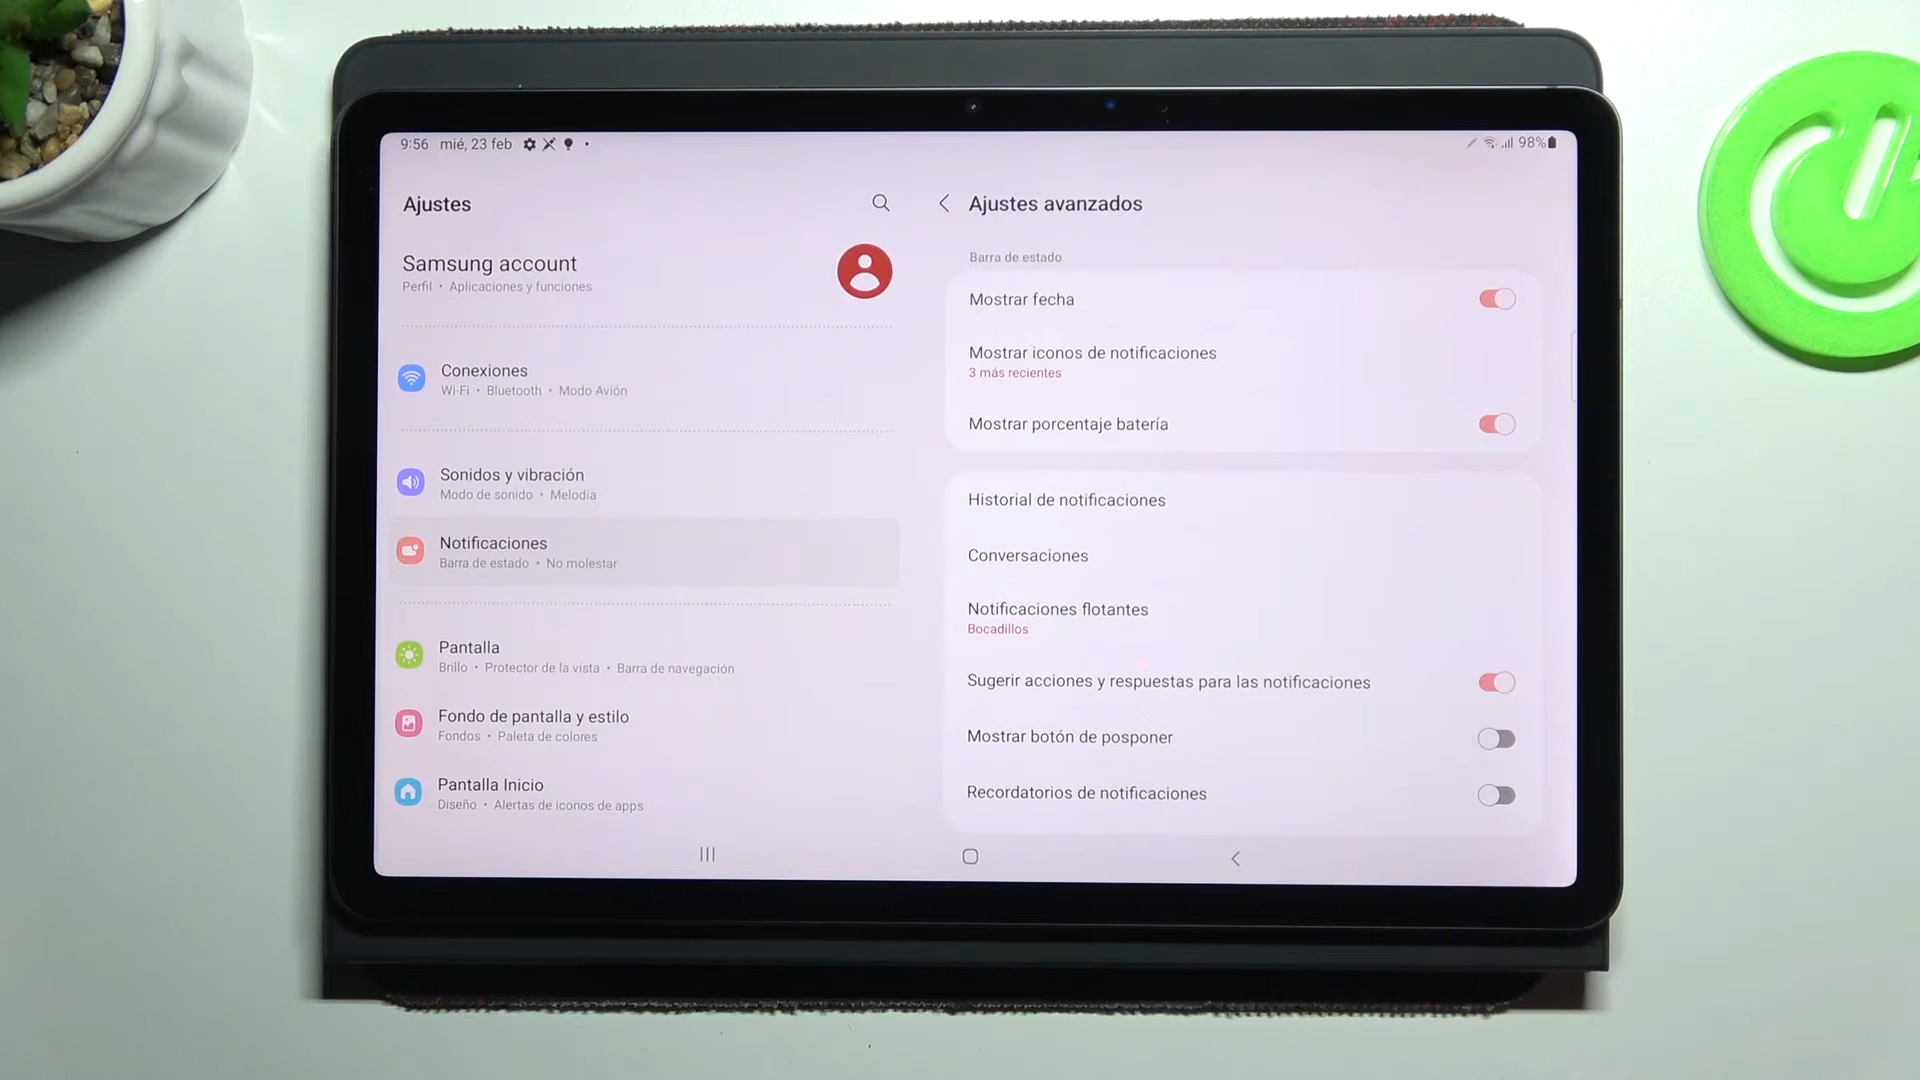 9:56 mié, 23 feb
98%
Ajustes
Samsung account
Perfil • Aplicaciones y funciones
Conexiones
Wi-Fi • Bluetooth • Modo Avión
Sonidos y vibración
Modo de sonido • Melodía
Notificaciones
Barra de estado • No molestar
Pantalla
Brillo • Protector de la vista • Barra de navegación
Fondo de pantalla y estilo
Fondos • Paleta de colores
Pantalla Inicio
Diseño • Alertas de iconos de apps
Ajustes avanzados
Barra de estado
Mostrar fecha
Mostrar iconos de notificaciones
3 más recientes
Mostrar porcentaje batería
Historial de notificaciones
Conversaciones
Notificaciones flotantes
Bocadillos
Sugerir acciones y respuestas para las notificaciones
Mostrar botón de posponer
Recordatorios de notificaciones